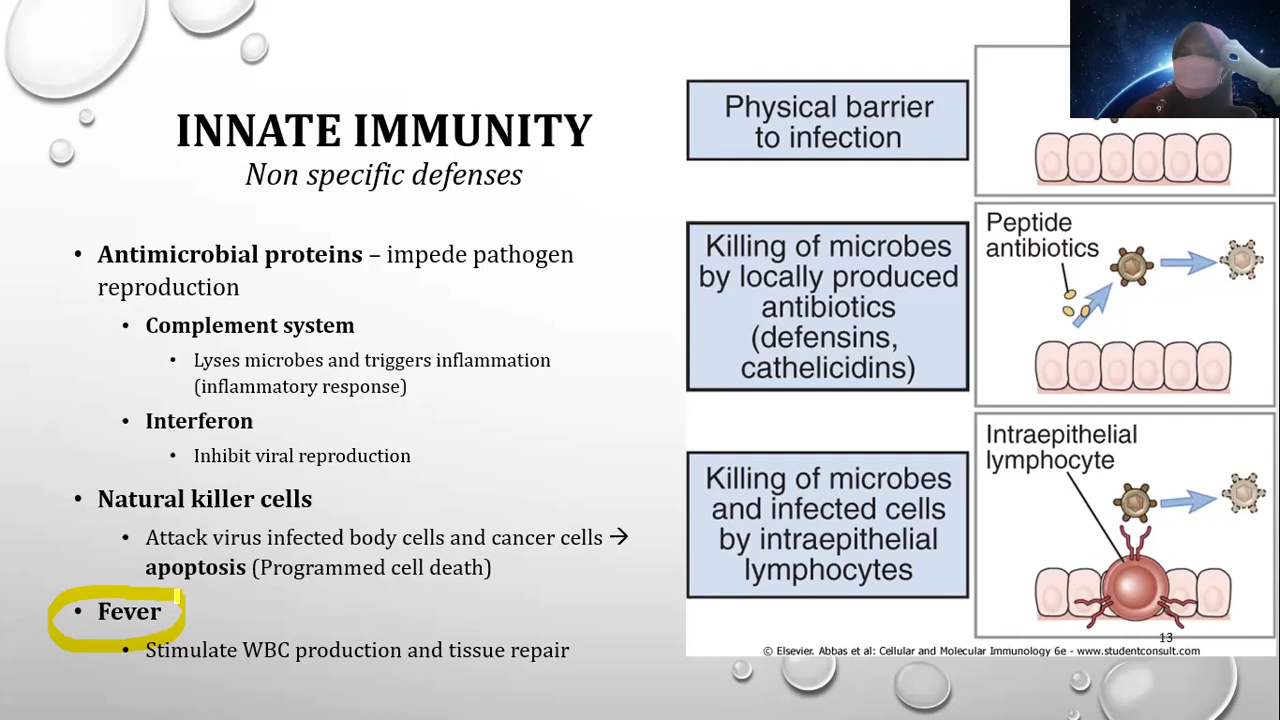 INNATE IMMUNITY
Non specific defenses
• Antimicrobial proteins – impede pathogen
reproduction
• Complement system
• Lyses microbes and triggers inflammation
(inflammatory response)
• Interferon
• Inhibit viral reproduction
• Natural killer cells
• Attack virus infected body cells and cancer cells →
apoptosis (Programmed cell death)
• Fever
• Stimulate WBC production and tissue repair
Physical barrier
to infection
Killing of microbes
by locally produced
antibiotics
(defensins,
cathelicidins)
Peptide
antibiotics
Killing of microbes
and infected cells
by intraepithelial
lymphocytes
Intraepithelial
lymphocyte
13
© Elsevier. Abbas et al: Cellular and Molecular Immunology 6e - www.studentconsult.com